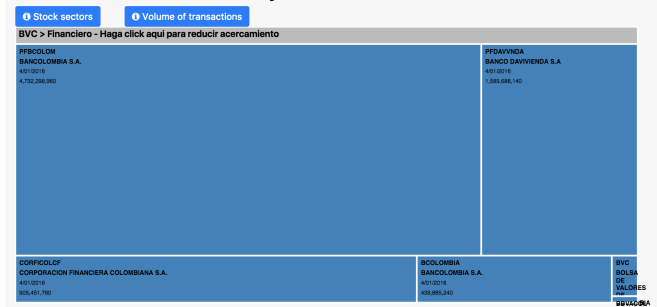 Stock sectors
Volume of transactions
BVC > Financiero - Haga click aqui para reducir acercamiento
PFBCOLOM
BANCOLOMBIA S.A.
4/01/2016
4,732,298,960
PFDAVVNDA
BANCO DAVIVIENDA S.A
4/01/2016
1,589,688,140
CORFICOLCF
CORPORACION FINANCIERA COLOMBIANA S.A.
4/01/2016
905,451,760
BCOLOMBIA
BANCOLOMBIA S.A.
4/01/2016
439,885,240
BVC
BOLSA
DE
VALORES
DE